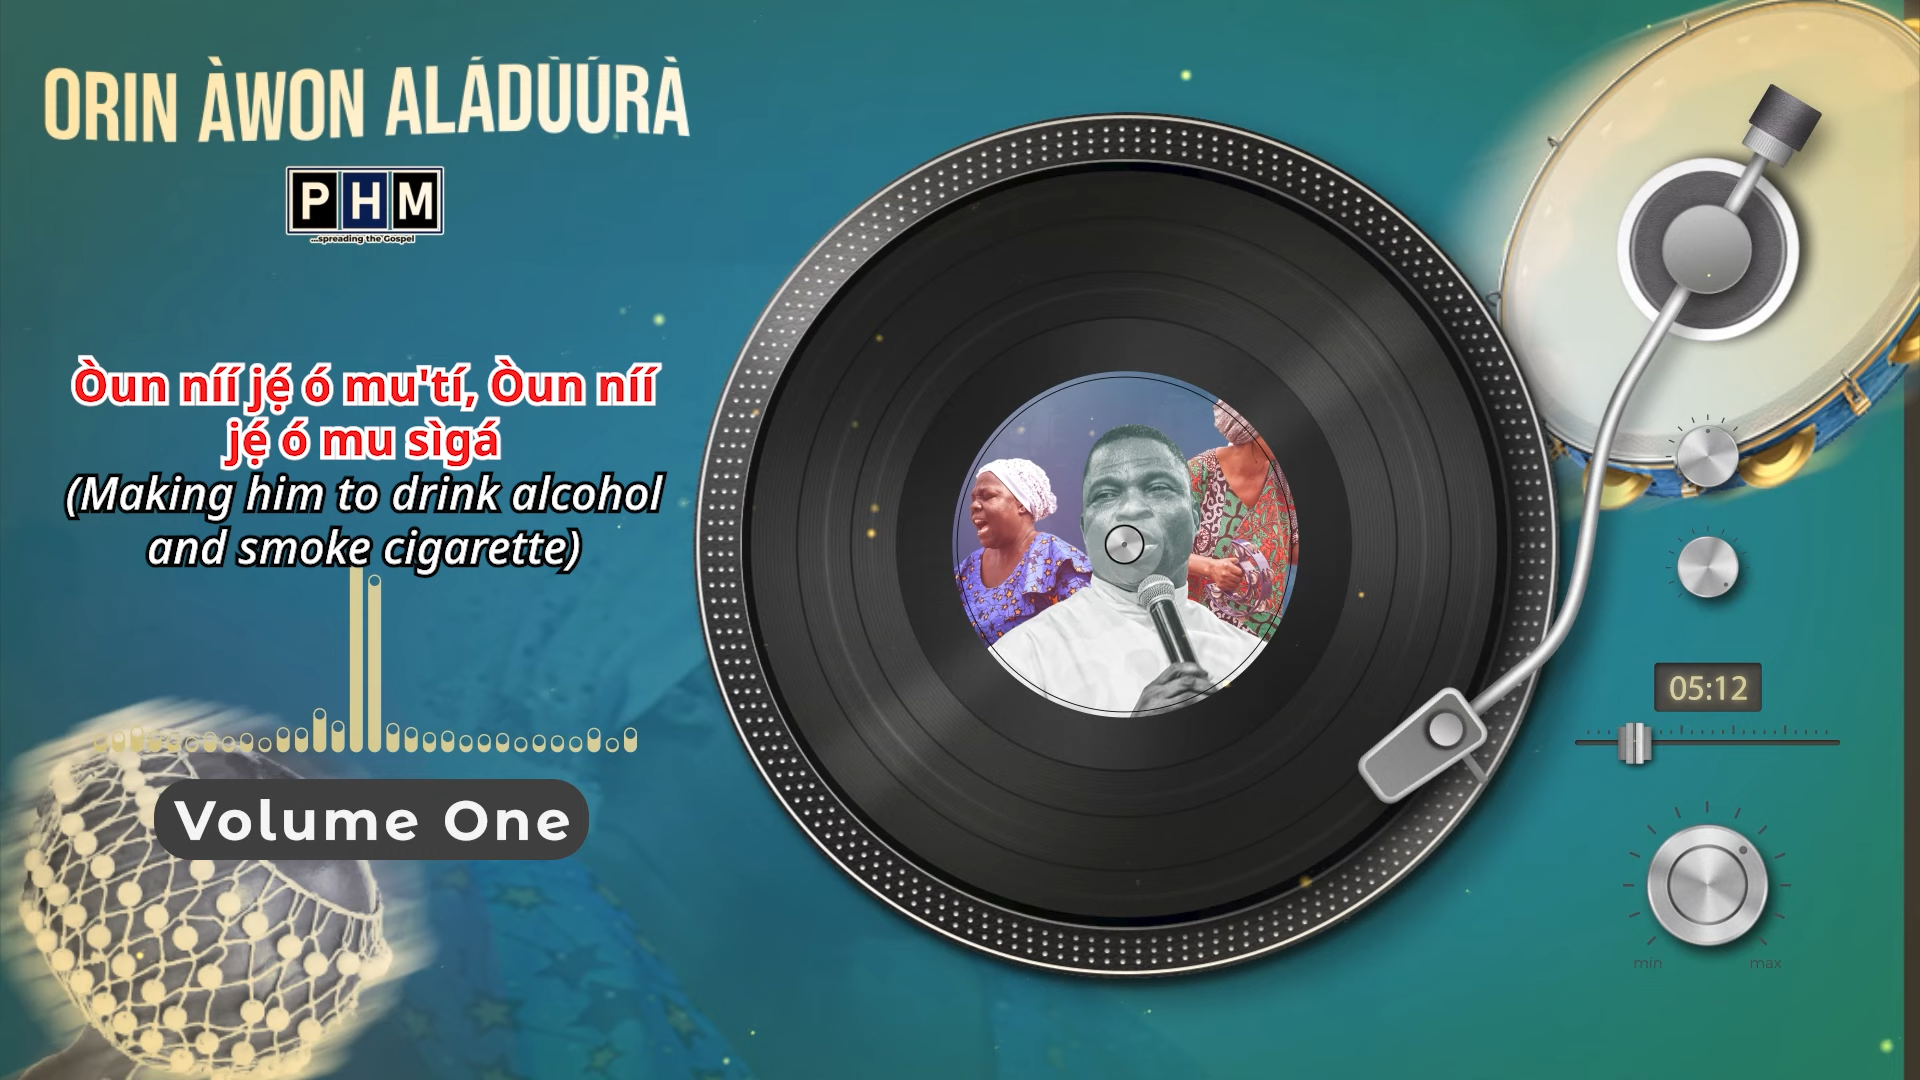 ORIN ÀWON ALÁDÙÚRÀ
PHM
...spreading the Gospel
Òun níí jẹ́ ó mu'tí, Òun níí
jẹ́ ó mu sìgá
(Making him to drink alcohol
and smoke cigarette)
Volume One
05:12
min max